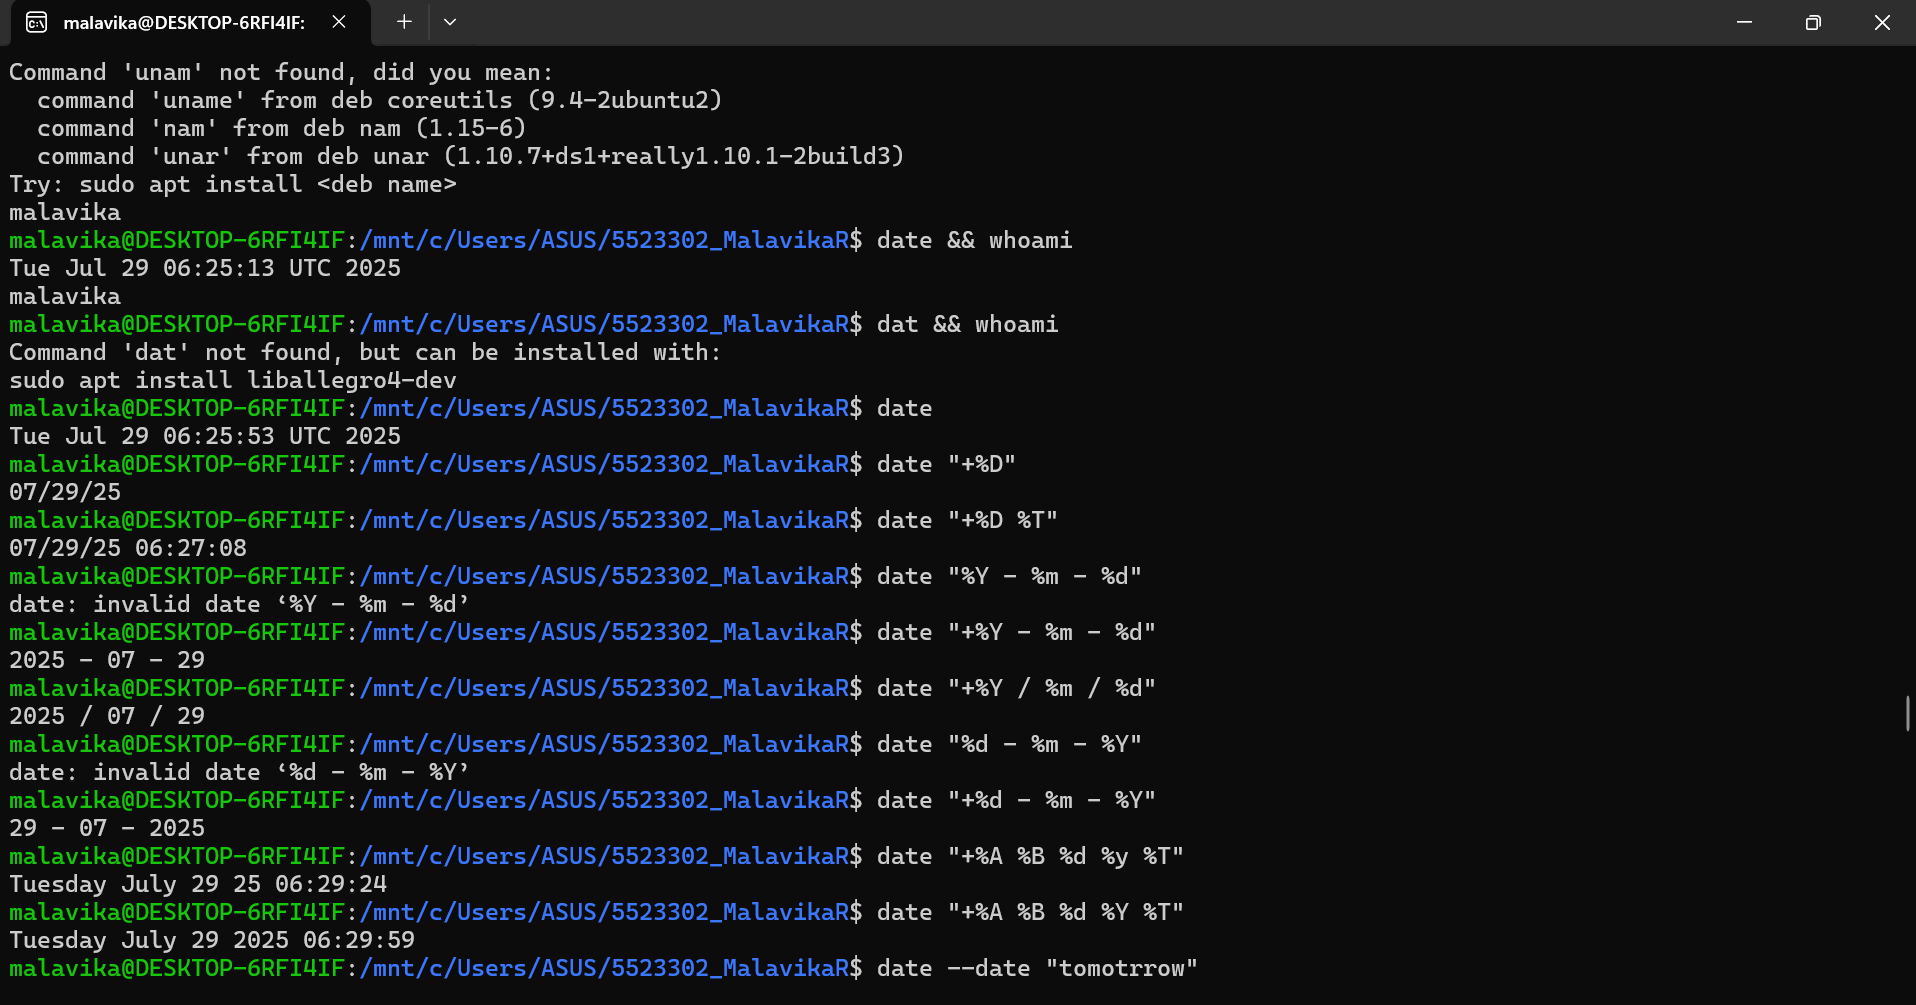 malavika@DESKTOP-6RFI4IF:
Command 'unam' not found, did you mean:
  command 'uname' from deb coreutils (9.4-2ubuntu2)
  command 'nam' from deb nam (1.15-6)
  command 'unar' from deb unar (1.10.7+ds1+really1.10.1-2build3)
Try: sudo apt install <deb name>
malavika
malavika@DESKTOP-6RFI4IF:/mnt/c/Users/ASUS/5523302_MalavikaR$ date && whoami
Tue Jul 29 06:25:13 UTC 2025
malavika
malavika@DESKTOP-6RFI4IF:/mnt/c/Users/ASUS/5523302_MalavikaR$ dat && whoami
Command 'dat' not found, but can be installed with:
sudo apt install liballegro4-dev
malavika@DESKTOP-6RFI4IF:/mnt/c/Users/ASUS/5523302_MalavikaR$ date
Tue Jul 29 06:25:53 UTC 2025
malavika@DESKTOP-6RFI4IF:/mnt/c/Users/ASUS/5523302_MalavikaR$ date "+%D"
07/29/25
malavika@DESKTOP-6RFI4IF:/mnt/c/Users/ASUS/5523302_MalavikaR$ date "+%D %T"
07/29/25 06:27:08
malavika@DESKTOP-6RFI4IF:/mnt/c/Users/ASUS/5523302_MalavikaR$ date "%Y - %m - %d"
date: invalid date ‘%Y - %m - %d’
malavika@DESKTOP-6RFI4IF:/mnt/c/Users/ASUS/5523302_MalavikaR$ date "+%Y - %m - %d"
2025 - 07 - 29
malavika@DESKTOP-6RFI4IF:/mnt/c/Users/ASUS/5523302_MalavikaR$ date "+%Y / %m / %d"
2025 / 07 / 29
malavika@DESKTOP-6RFI4IF:/mnt/c/Users/ASUS/5523302_MalavikaR$ date "%d - %m - %Y"
date: invalid date ‘%d - %m - %Y’
malavika@DESKTOP-6RFI4IF:/mnt/c/Users/ASUS/5523302_MalavikaR$ date "+%d - %m - %Y"
29 - 07 - 2025
malavika@DESKTOP-6RFI4IF:/mnt/c/Users/ASUS/5523302_MalavikaR$ date "+%A %B %d %y %T"
Tuesday July 29 25 06:29:24
malavika@DESKTOP-6RFI4IF:/mnt/c/Users/ASUS/5523302_MalavikaR$ date "+%A %B %d %Y %T"
Tuesday July 29 2025 06:29:59
malavika@DESKTOP-6RFI4IF:/mnt/c/Users/ASUS/5523302_MalavikaR$ date --date "tomotrrow"